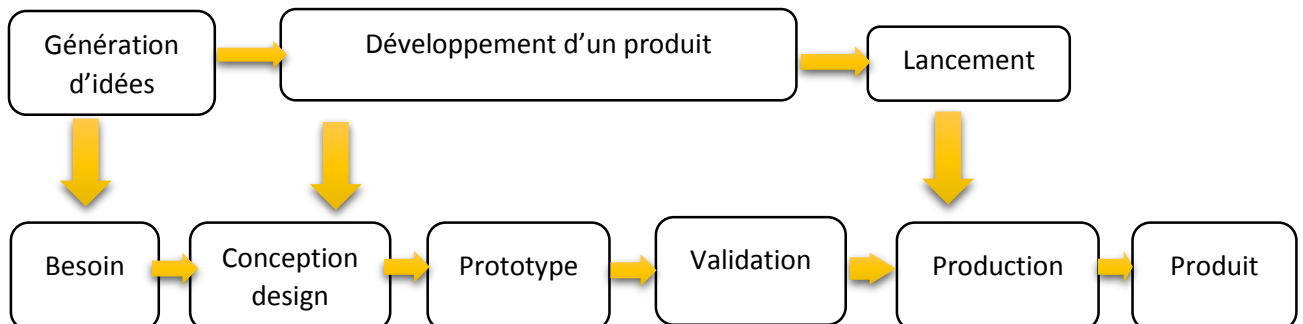 Génération
d’idées
Développement d’un produit
Lancement
Besoin
Conception
design
Prototype
Validation
Production
Produit